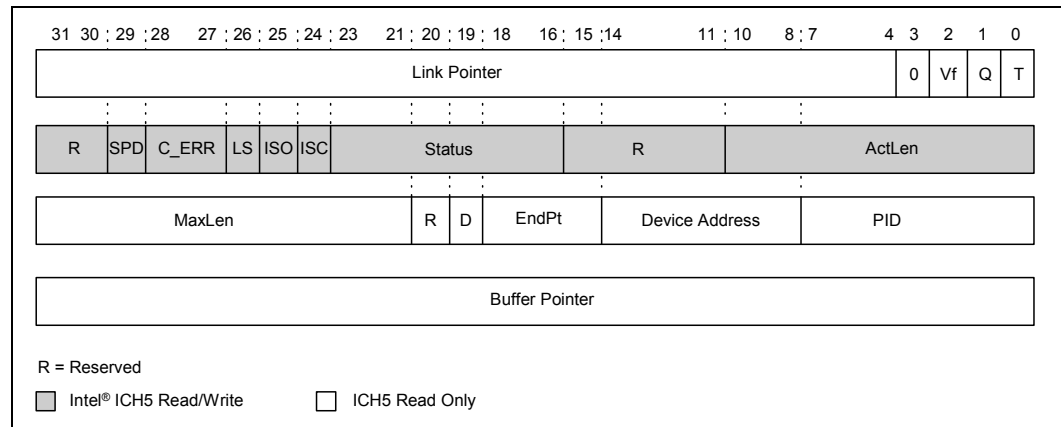 31 30 29 28 27 26 25 24 23 21 20 19 18 16 15 14 11 10 8 7 4 3 2 1 0
Link Pointer 0 Vf Q T
R SPD C_ERR LS ISO ISC Status R ActLen
MaxLen R D EndPt Device Address PID
Buffer Pointer
R = Reserved
Intel® ICH5 Read/Write ICH5 Read Only